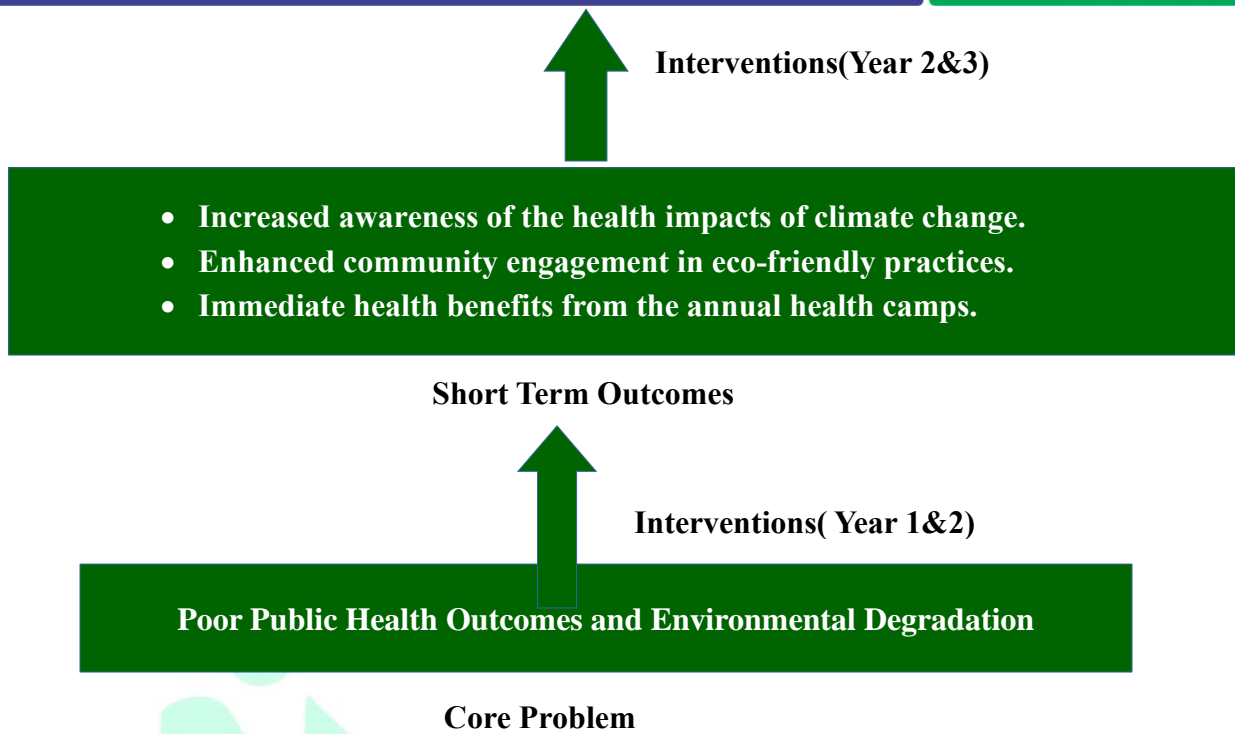 Interventions(Year 2&3)
• Increased awareness of the health impacts of climate change.
• Enhanced community engagement in eco-friendly practices.
• Immediate health benefits from the annual health camps.
Short Term Outcomes
Interventions( Year 1&2)
Poor Public Health Outcomes and Environmental Degradation
Core Problem